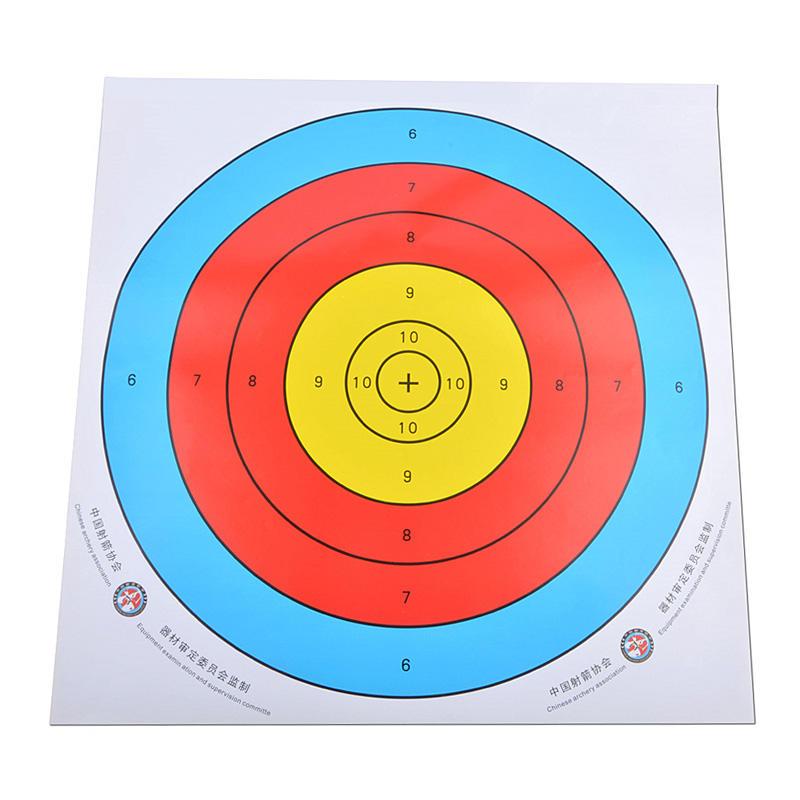 6
7
8
9
10
6 7 8 9 10 + 10 9 8 7 6
10
9
8
7
6
中国射箭协会
Chinese archery association
器材审定委员会监制
Equipment examin ation and supervision committe
中国射箭协会
Chinese archery association
器材审定委员会监制
Equipment examination and supervision committe